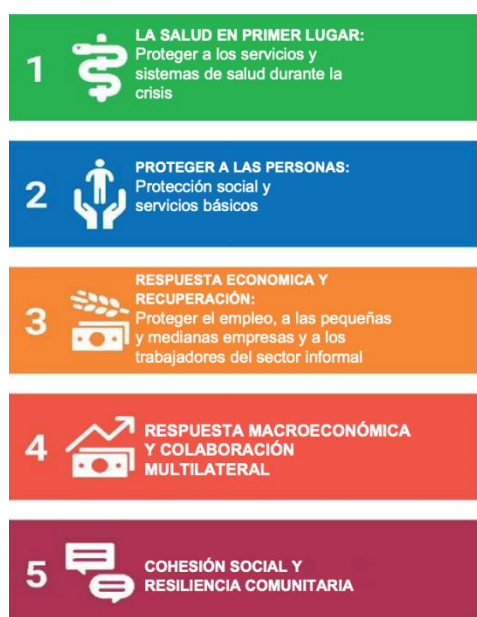 1
LA SALUD EN PRIMER LUGAR:
Proteger a los servicios y
sistemas de salud durante la
crisis
2
PROTEGER A LAS PERSONAS:
Protección social y
servicios básicos
3
RESPUESTA ECONOMICA Y
RECUPERACIÓN:
Proteger el empleo, a las pequeñas
y medianas empresas y a los
trabajadores del sector informal
4
RESPUESTA MACROECONÓMICA
Y COLABORACIÓN
MULTILATERAL
5
COHESIÓN SOCIAL Y
RESILIENCIA COMUNITARIA